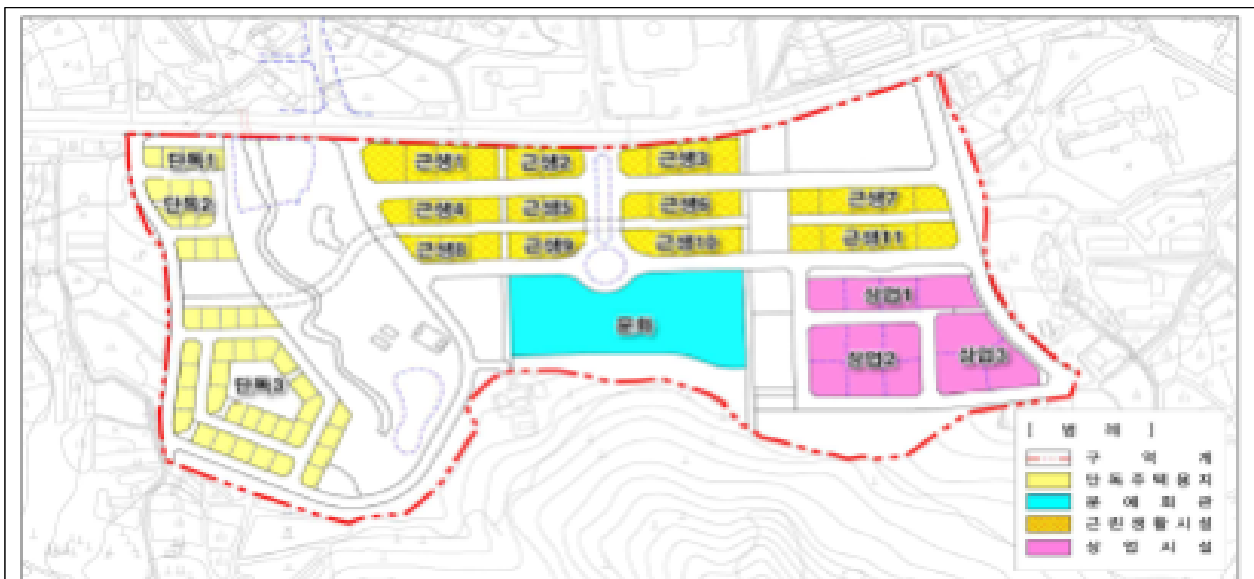 단독1
근생1
근생2
근생3
단독2
근생4
근생5
근생6
근생7
근생8
근생9
근생10
근생11
상업1
문화
상업2
상업3
단독3
[ 범 례 ]
구 역 계
단 독 주 택 용 지
문 예 회 관
근 린 생 활 시 설
상 업 시 설